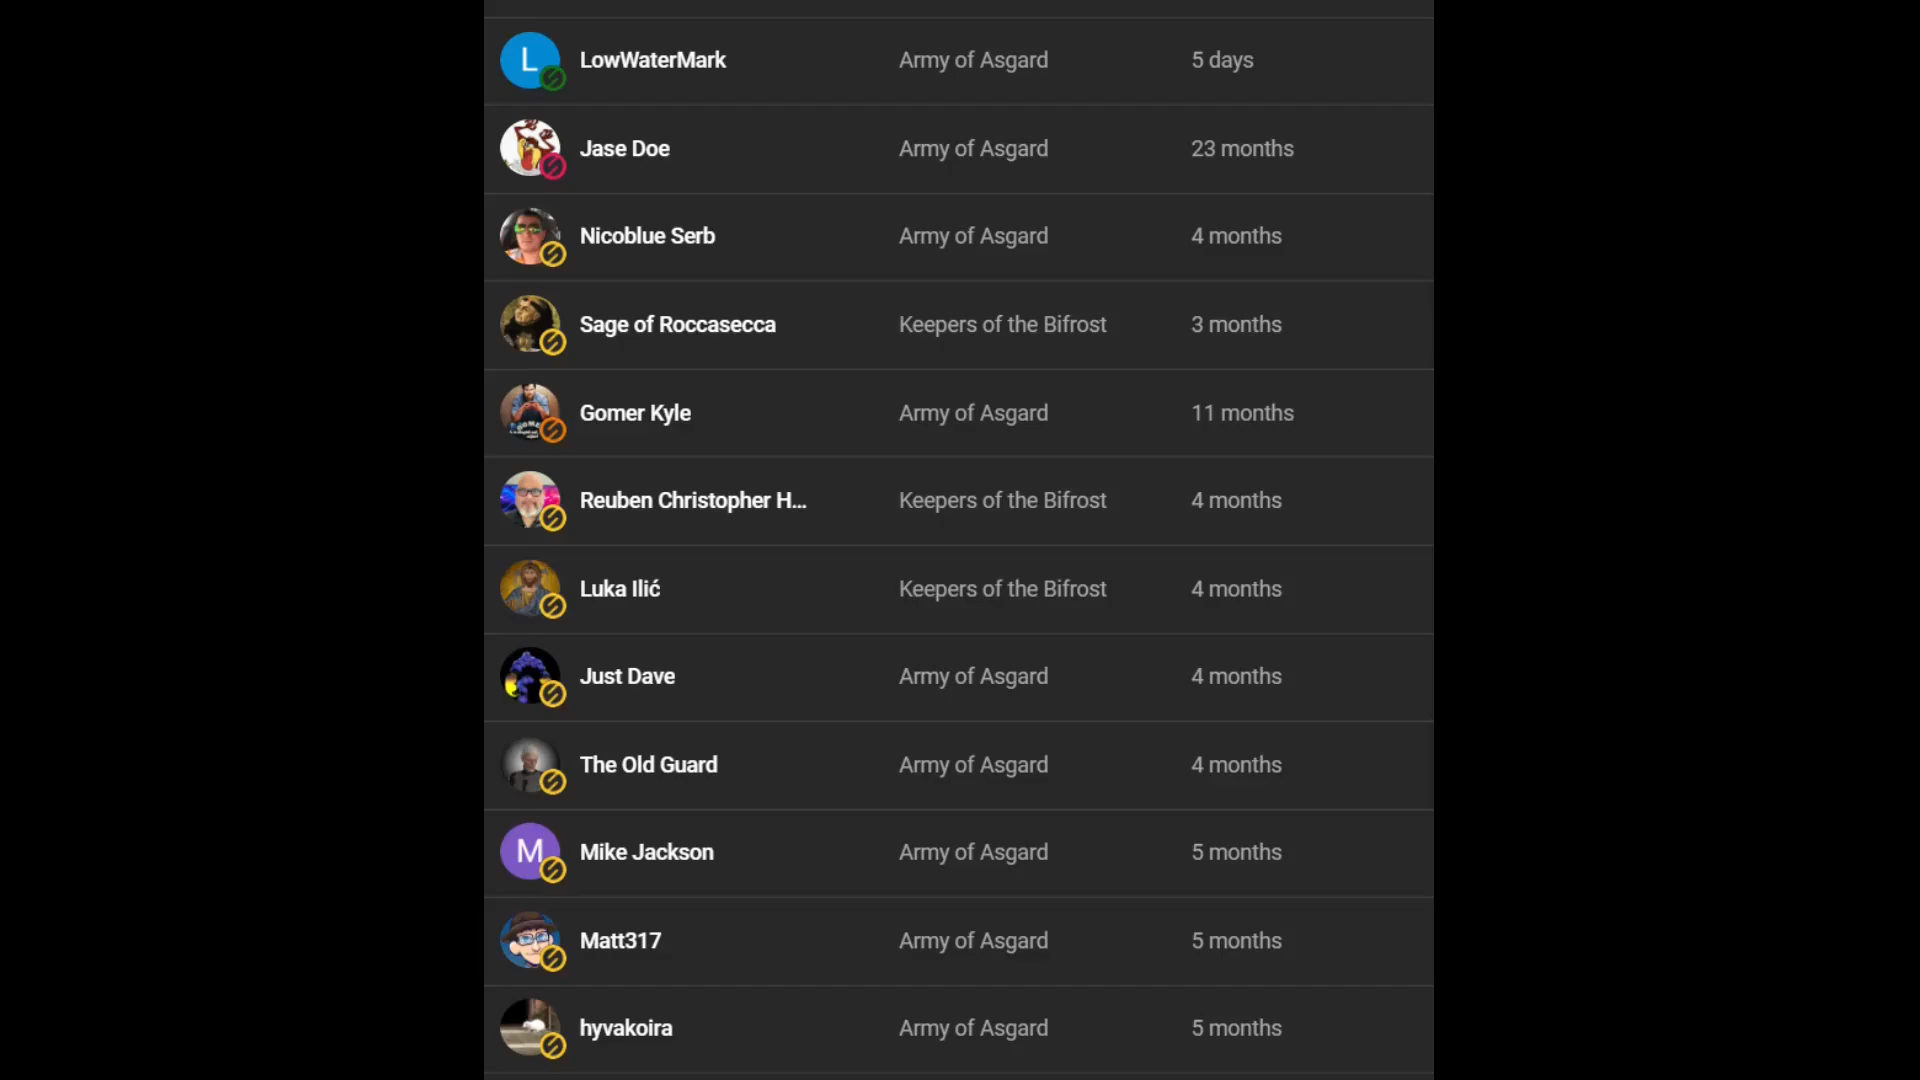 L LowWaterMark Army of Asgard 5 days
Jase Doe Army of Asgard 23 months
Nicoblue Serb Army of Asgard 4 months
Sage of Roccasecca Keepers of the Bifrost 3 months
Gomer Kyle Army of Asgard 11 months
Reuben Christopher H... Keepers of the Bifrost 4 months
Luka Ilić Keepers of the Bifrost 4 months
Just Dave Army of Asgard 4 months
The Old Guard Army of Asgard 4 months
M Mike Jackson Army of Asgard 5 months
Matt317 Army of Asgard 5 months
hyvakoira Army of Asgard 5 months